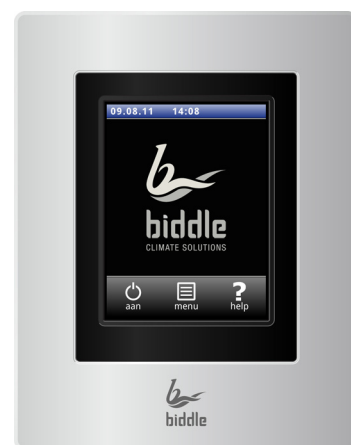 09.08.11 14:08
biddle
CLIMATE SOLUTIONS
aan menu help
biddle